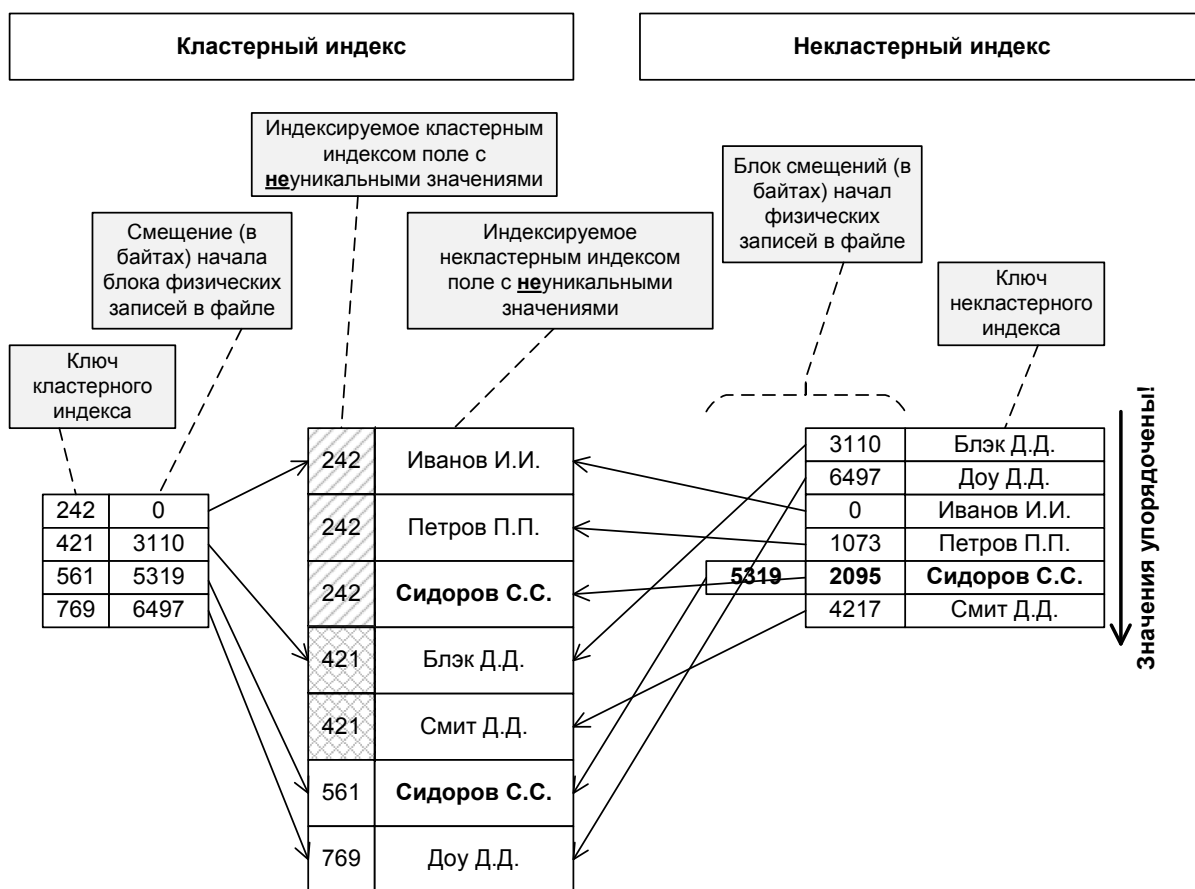 Кластерный индекс
Некластерный индекс
Индексируемое кластерным
индексом поле с
неуникальными значениями
Смещение (в
байтах) начала
блока физических
записей в файле
Индексируемое
некластерным индексом
поле с неуникальными
значениями
Блок смещений (в
байтах) начал
физических
записей в файле
Ключ
некластерного
индекса
Ключ
кластерного
индекса
242 0
421 3110
561 5319
769 6497
242 Иванов И.И.
242 Петров П.П.
242 Сидоров С.С.
421 Блэк Д.Д.
421 Смит Д.Д.
561 Сидоров С.С.
769 Доу Д.Д.
3110 Блэк Д.Д.
6497 Доу Д.Д.
0 Иванов И.И.
1073 Петров П.П.
5319 2095 Сидоров С.С.
4217 Смит Д.Д.
Значения упорядочены!